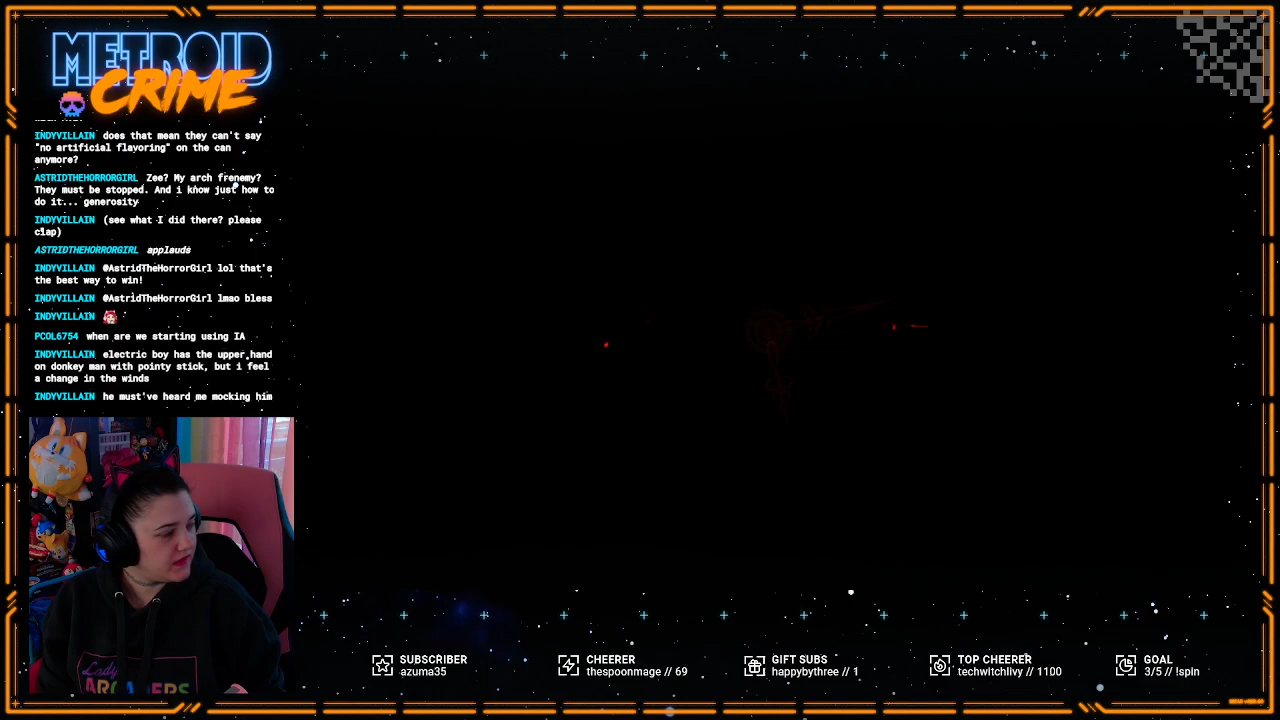 METROID
CRIME
INDYVILLAIN does that mean they can't say
"no artificial flavoring" on the can
anymore?
ASTRIDTHEHORRORGIRL Zee? My arch frenemy?
They must be stopped. And i know just how to
do it... generosity
INDYVILLAIN (see what I did there? please
clap)
ASTRIDTHEHORRORGIRL applauds
INDYVILLAIN @AstridTheHorrorGirl lol that's
the best way to win!
INDYVILLAIN @AstridTheHorrorGirl lmao bless
INDYVILLAIN
PCOL6754 when are we starting using IA
INDYVILLAIN electric boy has the upper hand
on donkey man with pointy stick, but i feel
a change in the winds
INDYVILLAIN he must've heard me mocking him
Lady
ARCADERS
SUBSCRIBER
azuma35
CHEERER
thespoonmage // 69
GIFT SUBS
happybythree // 1
TOP CHEERER
techwitchlivy // 1100
GOAL
3/5 // !spin